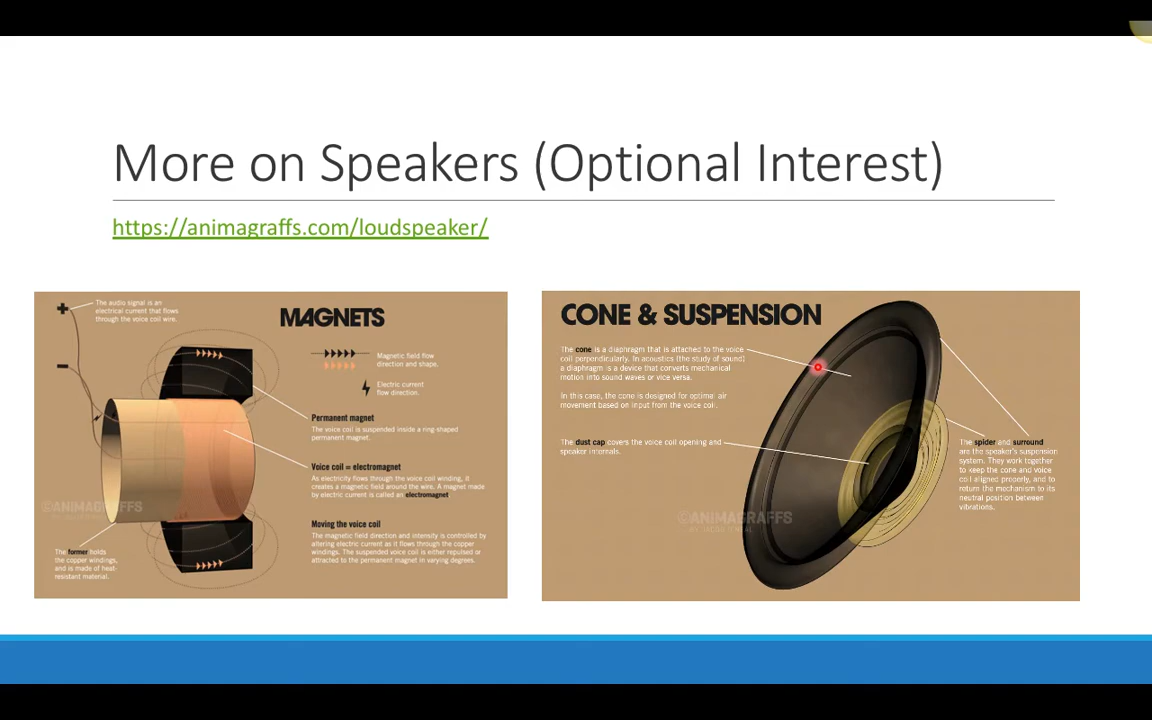 More on Speakers (Optional Interest)
https://animagraffs.com/loudspeaker/
+
The audio signal is an
electrical current that flows
through the voice coil wire.
-
MAGNETS
Magnetic field flow
direction and shape.
Electric current
flow direction.
Permanent magnet
The voice coil is suspended inside a ring-shaped
permanent magnet.
Voice coil = electromagnet
As electricity flows through the voice coil winding, it
creates a magnetic field around the wire. A magnet made
by electric current is called an electromagnet.
Moving the voice coil
The magnetic field direction and intensity is controlled by
altering electric current as it flows through the copper
windings. The suspended voice coil is either repulsed or
attracted to the permanent magnet in varying degrees.
©ANIMAGRAFFS
The former holds
the copper windings,
and is made of heat-
resistant material.
CONE & SUSPENSION
The cone is a diaphragm that is attached to the voice
coil perpendicularly. In acoustics (the study of sound)
a diaphragm is a device that converts mechanical
motion into sound waves or vice versa.
In this case, the cone is designed for optimal air
movement based on input from the voice coil.
The dust cap covers the voice coil opening and
speaker internals.
The spider and surround
are the speaker's suspension
system. They work together
to keep the cone and voice
coil aligned properly, and to
return the mechanism to its
neutral position between
vibrations.
©ANIMAGRAFFS